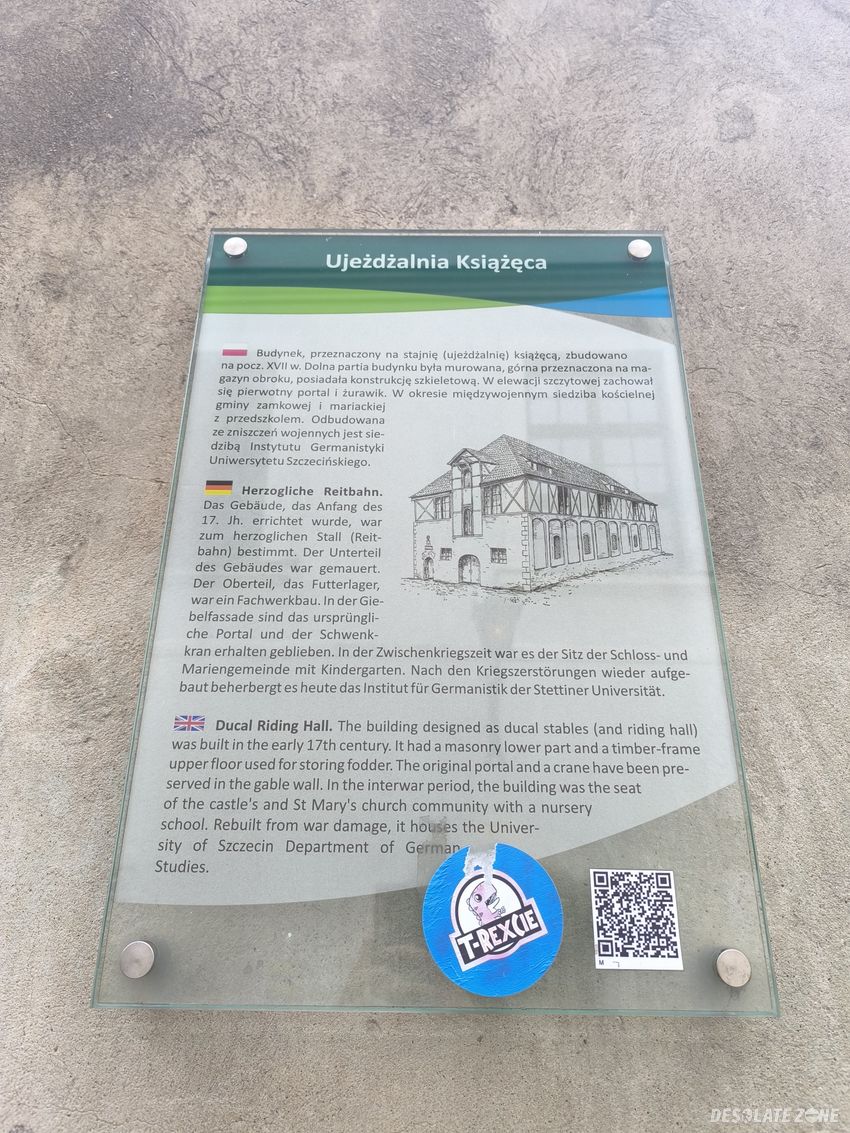 Ujeżdżalnia Książęca
Budynek, przeznaczony na stajnię (ujeżdżalnię) książęcą, zbudowano
na pocz. XVII w. Dolna partia budynku była murowana, górna przeznaczona na ma-
gazyn obroku, posiadała konstrukcję szkieletową. W elewacji szczytowej zachował
się pierwotny portal i żurawik. W okresie międzywojennym siedziba kościelnej
gminy zamkowej i mariackiej
z przedszkolem. Odbudowana
ze zniszczeń wojennych jest sie-
dzibą Instytutu Germanistyki
Uniwersytetu Szczecińskiego.
Herzogliche Reitbahn.
Das Gebäude, das Anfang des
17. Jh. errichtet wurde, war
zum herzoglichen Stall (Reit-
bahn) bestimmt. Der Unterteil
des Gebäudes war gemauert.
Der Oberteil, das Futterlager,
war ein Fachwerkbau. In der Gie-
belfassade sind das ursprüngli-
che Portal und der Schwenk-
kran erhalten geblieben. In der Zwischenkriegszeit war es der Sitz der Schloss- und
Mariengemeinde mit Kindergarten. Nach den Kriegszerstörungen wieder aufge-
baut beherbergt es heute das Institut für Germanistik der Stettiner Universität.
Ducal Riding Hall. The building designed as ducal stables (and riding hall)
was built in the early 17th century. It had a masonry lower part and a timber-frame
upper floor used for storing fodder. The original portal and a crane have been pre-
served in the gable wall. In the interwar period, the building was the seat
of the castle's and St Mary's church community with a nursery
school. Rebuilt from war damage, it houses the Univer-
sity of Szczecin Department of German
Studies.
T-REXCIE
M 7
DESOLATE ZONE